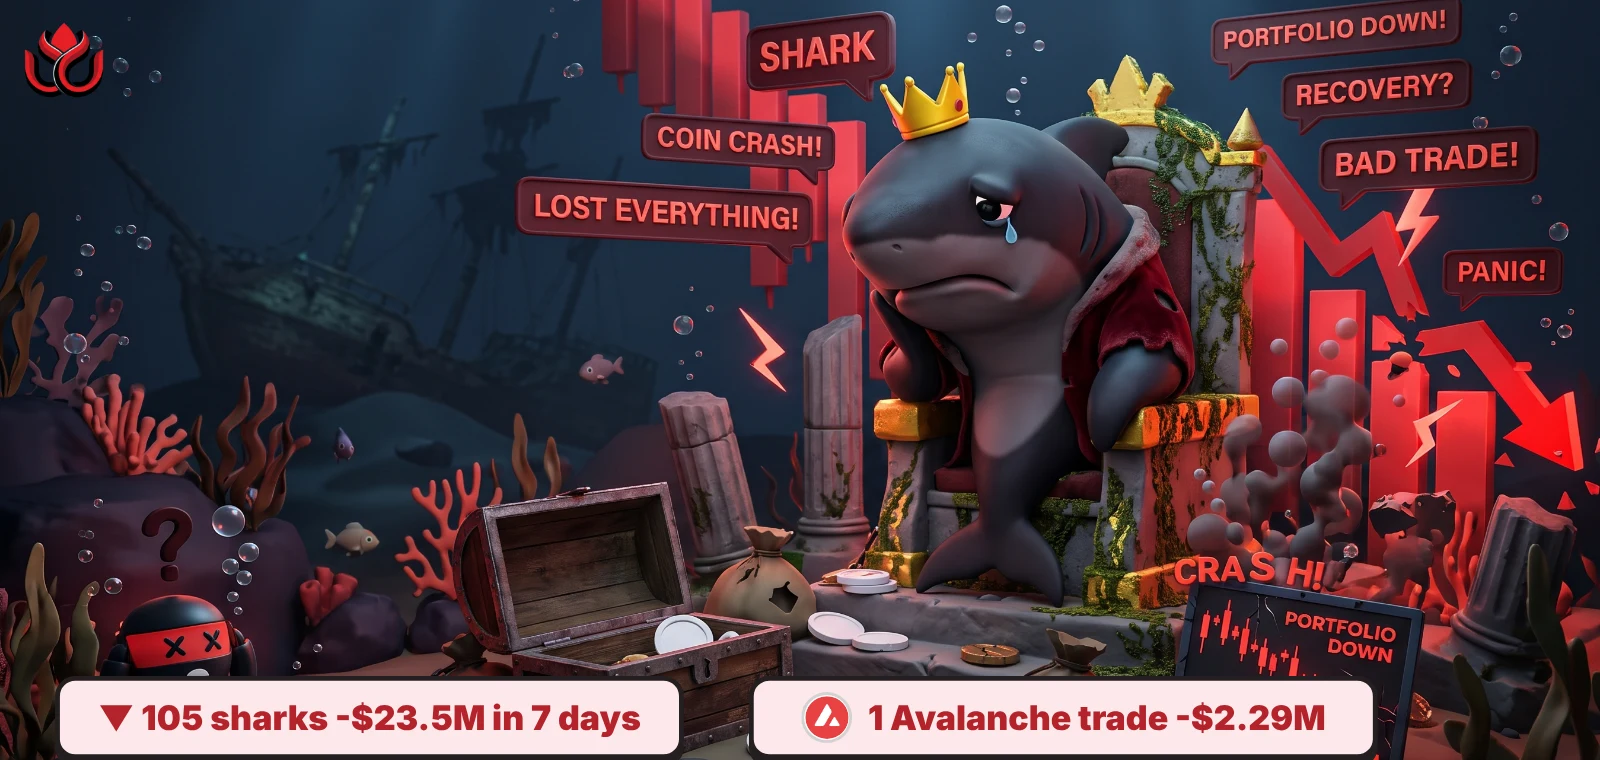 SHARK
COIN CRASH!
LOST EVERYTHING!
PORTFOLIO DOWN!
RECOVERY?
BAD TRADE!
PANIC!
?
CRASH!
PORTFOLIO
DOWN
105 sharks -$23.5M in 7 days
1 Avalanche trade -$2.29M